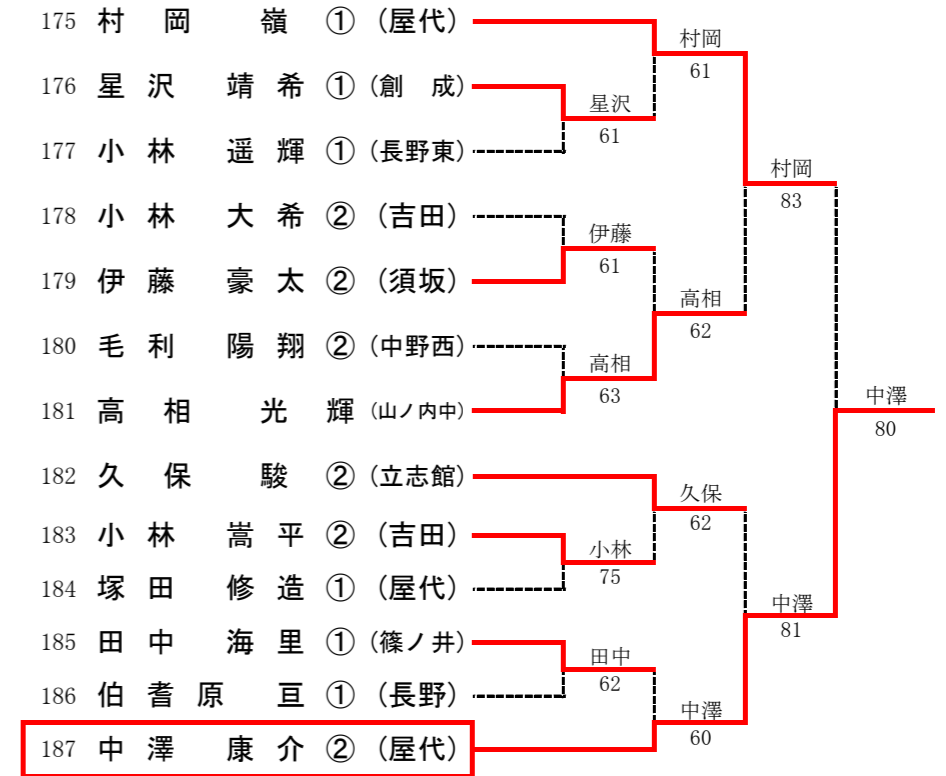 175 村岡 嶺 ① (屋代)
村岡
61
176 星沢 靖希 ① (創 成)
星沢
61
177 小林 遥輝 ① (長野東)
村岡
83
178 小林 大希 ② (吉田)
伊藤
61
179 伊藤 豪太 ② (須坂)
高相
62
180 毛利 陽翔 ② (中野西)
高相
63
181 高相 光輝 (山ノ内中)
中澤
80
182 久保 駿 ② (立志館)
久保
62
183 小林 嵩平 ② (吉田)
小林
75
184 塚田 修造 ① (屋代)
中澤
81
185 田中 海里 ① (篠ノ井)
田中
62
186 伯耆原 亘 ① (長野)
中澤
60
187 中澤 康介 ② (屋代)